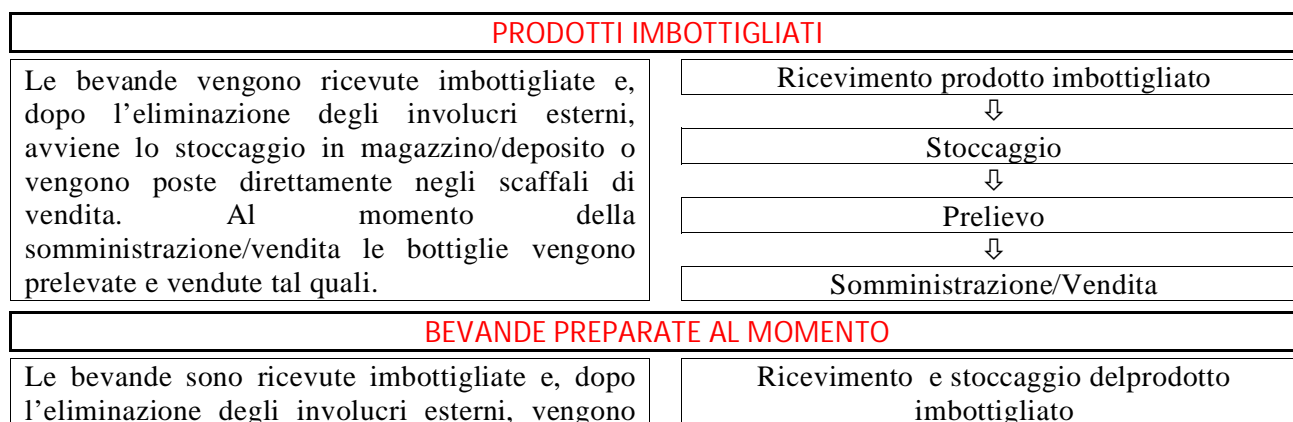 PRODOTTI IMBOTTIGLIATI
Le bevande vengono ricevute imbottigliate e,
dopo l'eliminazione degli involucri esterni,
avviene lo stoccaggio in magazzino/deposito o
vengono poste direttamente negli scaffali di
vendita. Al momento della
somministrazione/vendita le bottiglie vengono
prelevate e vendute tal quali.
Ricevimento prodotto imbottigliato
⇩
Stoccaggio
⇩
Prelievo
⇩
Somministrazione/Vendita
BEVANDE PREPARATE AL MOMENTO
Le bevande sono ricevute imbottigliate e, dopo
l'eliminazione degli involucri esterni, vengono
Ricevimento e stoccaggio delprodotto
imbottigliato